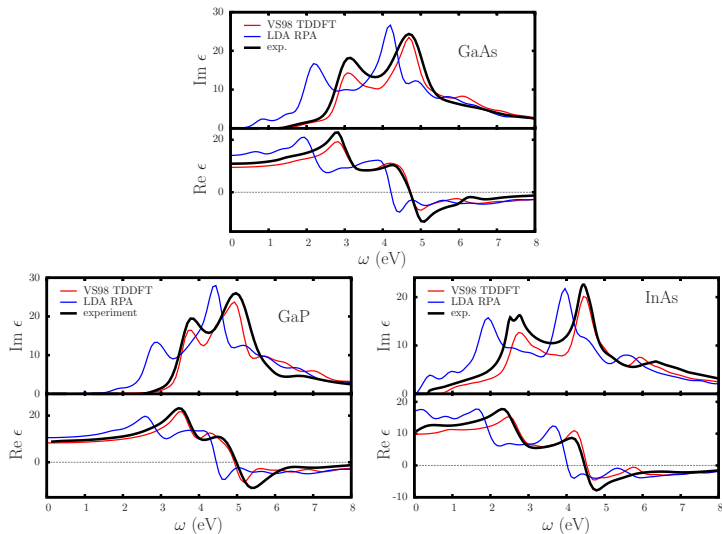 30
20
10
0
Im ϵ
VS98 TDDFT
LDA RPA
exp.
GaAs
20
0
Re ϵ
0 1 2 3 4 5 6 7 8
ω (eV)
30
20
10
0
Im ϵ
VS98 TDDFT
LDA RPA
experiment
GaP
20
0
Re ϵ
0 1 2 3 4 5 6 7 8
ω (eV)
20
10
0
Im ϵ
VS98 TDDFT
LDA RPA
exp.
InAs
20
10
0
-10
Re ϵ
0 1 2 3 4 5 6 7 8
ω (eV)